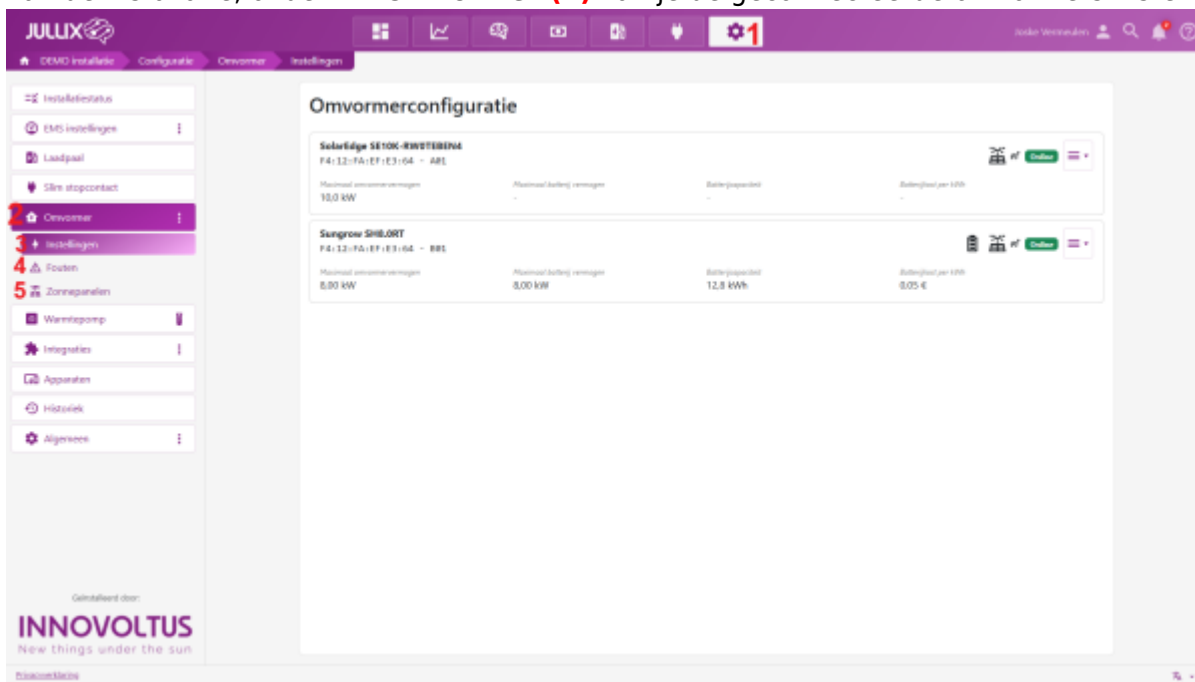 JULLUX
1
Joske Vermeulen
DEMO installatie
Configuratie
Omvormer
Instellingen
Installatiestatus
EMS instellingen
Laadpaal
Slim stopcontact
2 Omvormer
3 Instellingen
4 Fouten
5 Zonnepanelen
Warmtepomp
Integraties
Apparaten
Historiek
Algemeen
Omvormerconfiguratie
SolarEdge SE10K-RW0TEBEN4
F4:12:FA:EF:E3:64 - A01
Online
Maximaal omvormervermogen
Maximaal batterij vermogen
Batterijcapaciteit
Batterijkost per kWh
10,0 kW
-
-
-
Sungrow SH8.0RT
F4:12:FA:EF:E3:64 - B01
Online
Maximaal omvormervermogen
Maximaal batterij vermogen
Batterijcapaciteit
Batterijkost per kWh
8,00 kW
8,00 kW
12,8 kWh
0,05 €
Geïnstalleerd door:
INNOVOLTUS
New things under the sun
Privacyverklaring